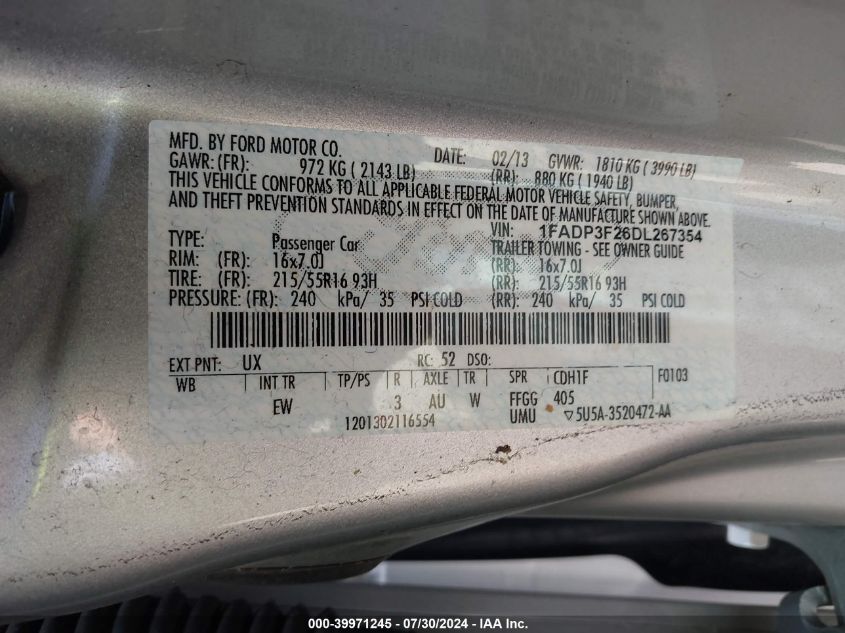 MFD. BY FORD MOTOR CO. DATE: 02/13 GVWR: 1810 KG ( 3990 LB)
GAWR: (FR): 972 KG ( 2143 LB) (RR): 880 KG ( 1940 LB)
THIS VEHICLE CONFORMS TO ALL APPLICABLE FEDERAL MOTOR VEHICLE SAFETY, BUMPER,
AND THEFT PREVENTION STANDARDS IN EFFECT ON THE DATE OF MANUFACTURE SHOWN ABOVE.
VIN: 1FADP3F26DL267354
TYPE: Passenger Car TRAILER TOWING - SEE OWNER GUIDE
RIM: (FR): 16x7.0J (RR): 16x7.0J
TIRE: (FR): 215/55R16 93H (RR): 215/55R16 93H
PRESSURE: (FR): 240 kPa/ 35 PSI COLD (RR): 240 kPa/ 35 PSI COLD
EXT PNT: UX RC: 52 DSO:
WB INT TR TP/PS R AXLE TR SPR CDH1F F0103
EW 3 AU W FFGG 405
1201302116554 UMU ▽5U5A-3520472-AA
000-39971245 / 07/30/2024 - IAA Inc.